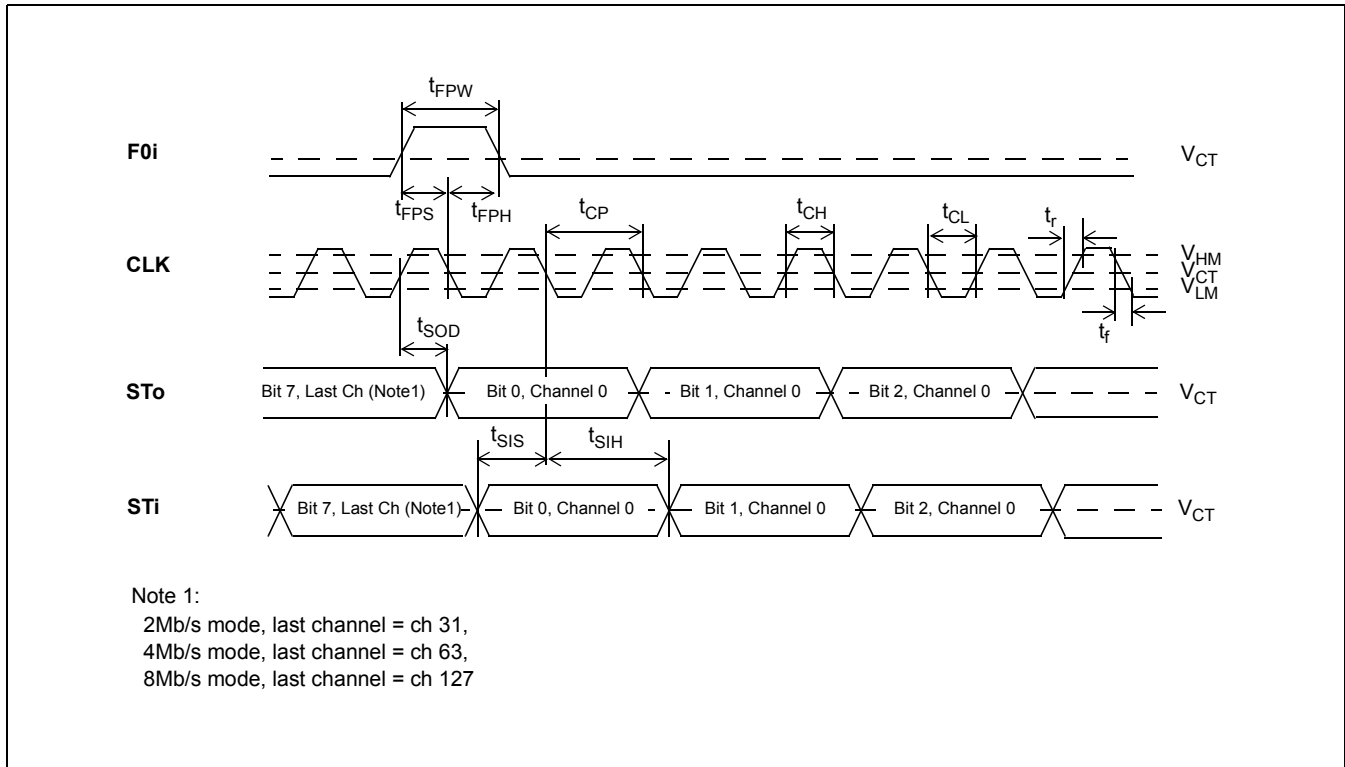 tFPW
F0i
VCT
tFPS
tFPH
tCP
tCH
tCL
tr
CLK
VHM
VCT
VLM
tf
tSOD
STo
Bit 7, Last Ch (Note1)
Bit 0, Channel 0
Bit 1, Channel 0
Bit 2, Channel 0
VCT
tSIS
tSIH
STi
Bit 7, Last Ch (Note1)
Bit 0, Channel 0
Bit 1, Channel 0
Bit 2, Channel 0
VCT
Note 1:
2Mb/s mode, last channel = ch 31,
4Mb/s mode, last channel = ch 63,
8Mb/s mode, last channel = ch 127